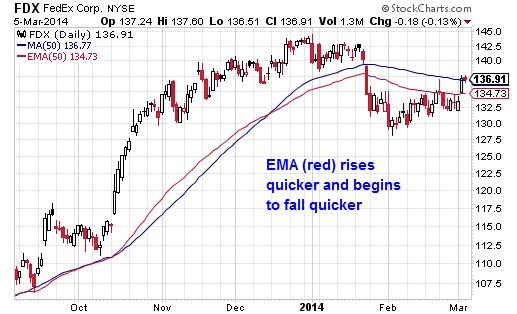 FDX FedEx Corp. NYSE © StockCharts.com
5-Mar-2014 Op 137.24 Hi 137.60 Lo 136.51 Cl 136.91 Vol 1.3M Chg -0.18 (-0.13%)
FDX (Daily) 136.91
MA(50) 136.77
EMA(50) 134.73
145.0
142.5
140.0
136.91
134.73
132.5
130.0
127.5
125.0
122.5
120.0
117.5
115.0
112.5
110.0
107.5
EMA (red) rises
quicker and begins
to fall quicker
Oct Nov Dec 2014 Feb Mar